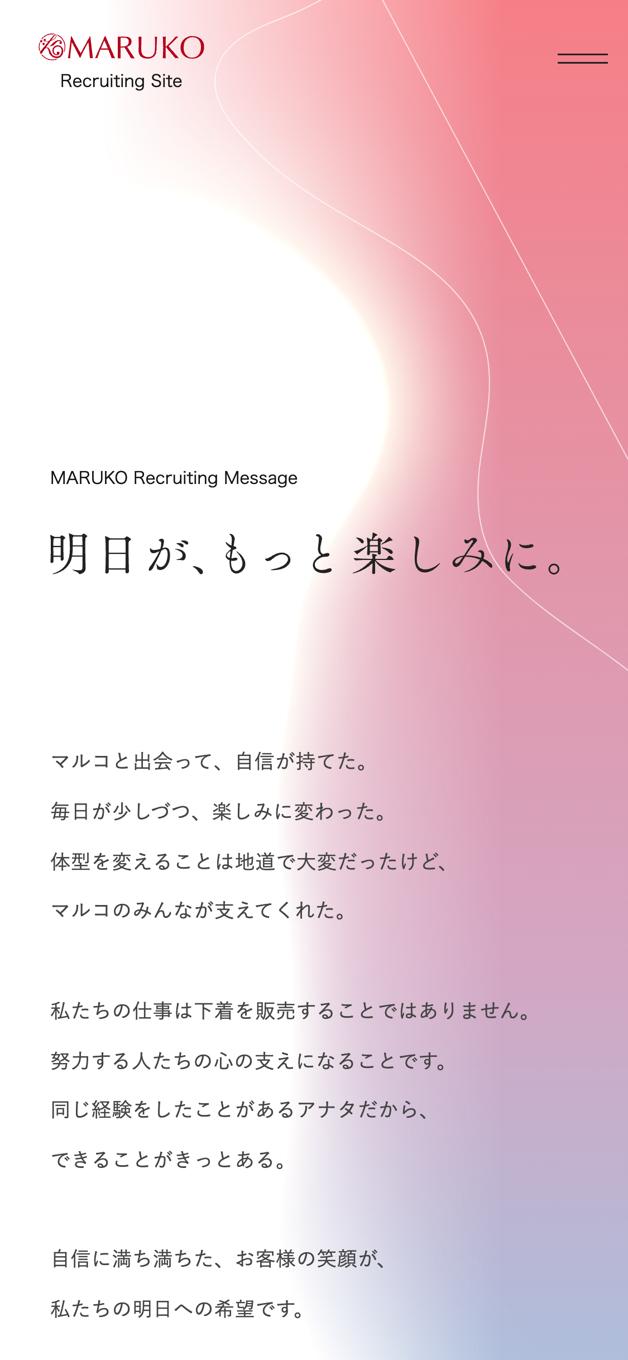 MARUKO
Recruiting Site
MARUKO Recruiting Message
明日が、もっと楽しみに。
マルコと出会って、自信が持てた。
毎日が少しづつ、楽しみに変わった。
体型を変えることは地道で大変だったけど、
マルコのみんなが支えてくれた。
私たちの仕事は下着を販売することではありません。
努力する人たちの心の支えになることです。
同じ経験をしたことがあるアナタだから、
できることがきっとある。
自信に満ち満ちた、お客様の笑顔が、
私たちの明日への希望です。